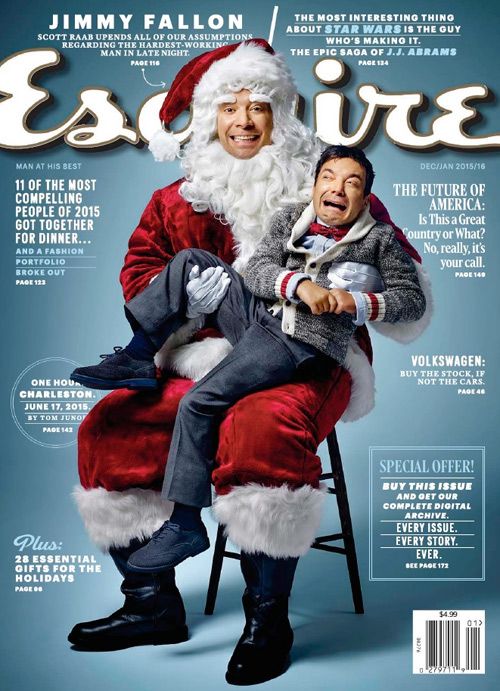 JIMMY FALLON
SCOTT RAAB UPENDS ALL OF OUR ASSUMPTIONS
REGARDING THE HARDEST-WORKING
MAN IN LATE NIGHT.
PAGE 116
THE MOST INTERESTING THING
ABOUT STAR WARS IS THE GUY
WHO'S MAKING IT.
THE EPIC SAGA OF J.J. ABRAMS
PAGE 134
Esquire
MAN AT HIS BEST
DEC/JAN 2015/16
11 OF THE MOST
COMPELLING
PEOPLE OF 2015
GOT TOGETHER
FOR DINNER...
AND A FASHION
PORTFOLIO
BROKE OUT
PAGE 123
THE FUTURE OF
AMERICA:
Is This a Great
Country or What?
No, really, it's
your call.
PAGE 149
VOLKSWAGEN:
BUY THE STOCK, IF
NOT THE CARS.
PAGE 46
ONE HOUR,
CHARLESTON.
JUNE 17, 2015.
BY TOM JUNOD
PAGE 142
SPECIAL OFFER!
BUY THIS ISSUE
AND GET OUR
COMPLETE DIGITAL
ARCHIVE.
EVERY ISSUE.
EVERY STORY.
EVER.
SEE PAGE 172
Plus:
28 ESSENTIAL
GIFTS FOR THE
HOLIDAYS
$4.99
01>